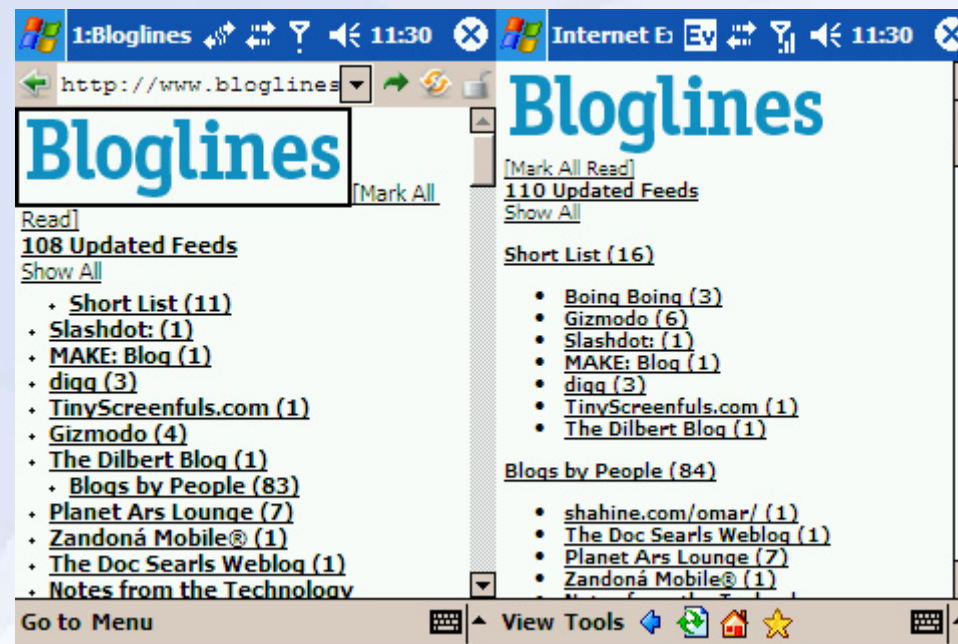 1:Bloglines 11:30
http://www.bloglines
Bloglines
[Mark All
Read]
108 Updated Feeds
Show All
Short List (11)
Slashdot: (1)
MAKE: Blog (1)
digg (3)
TinyScreenfuls.com (1)
Gizmodo (4)
The Dilbert Blog (1)
Blogs by People (83)
Planet Ars Lounge (7)
Zandoná Mobile® (1)
The Doc Searls Weblog (1)
Notes from the Technology
Go to Menu
Internet E Ev 11:30
Bloglines
[Mark All Read]
110 Updated Feeds
Show All
Short List (16)
Boing Boing (3)
Gizmodo (6)
Slashdot: (1)
MAKE: Blog (1)
digg (3)
TinyScreenfuls.com (1)
The Dilbert Blog (1)
Blogs by People (84)
shahine.com/omar/ (1)
The Doc Searls Weblog (1)
Planet Ars Lounge (7)
Zandoná Mobile® (1)
View Tools